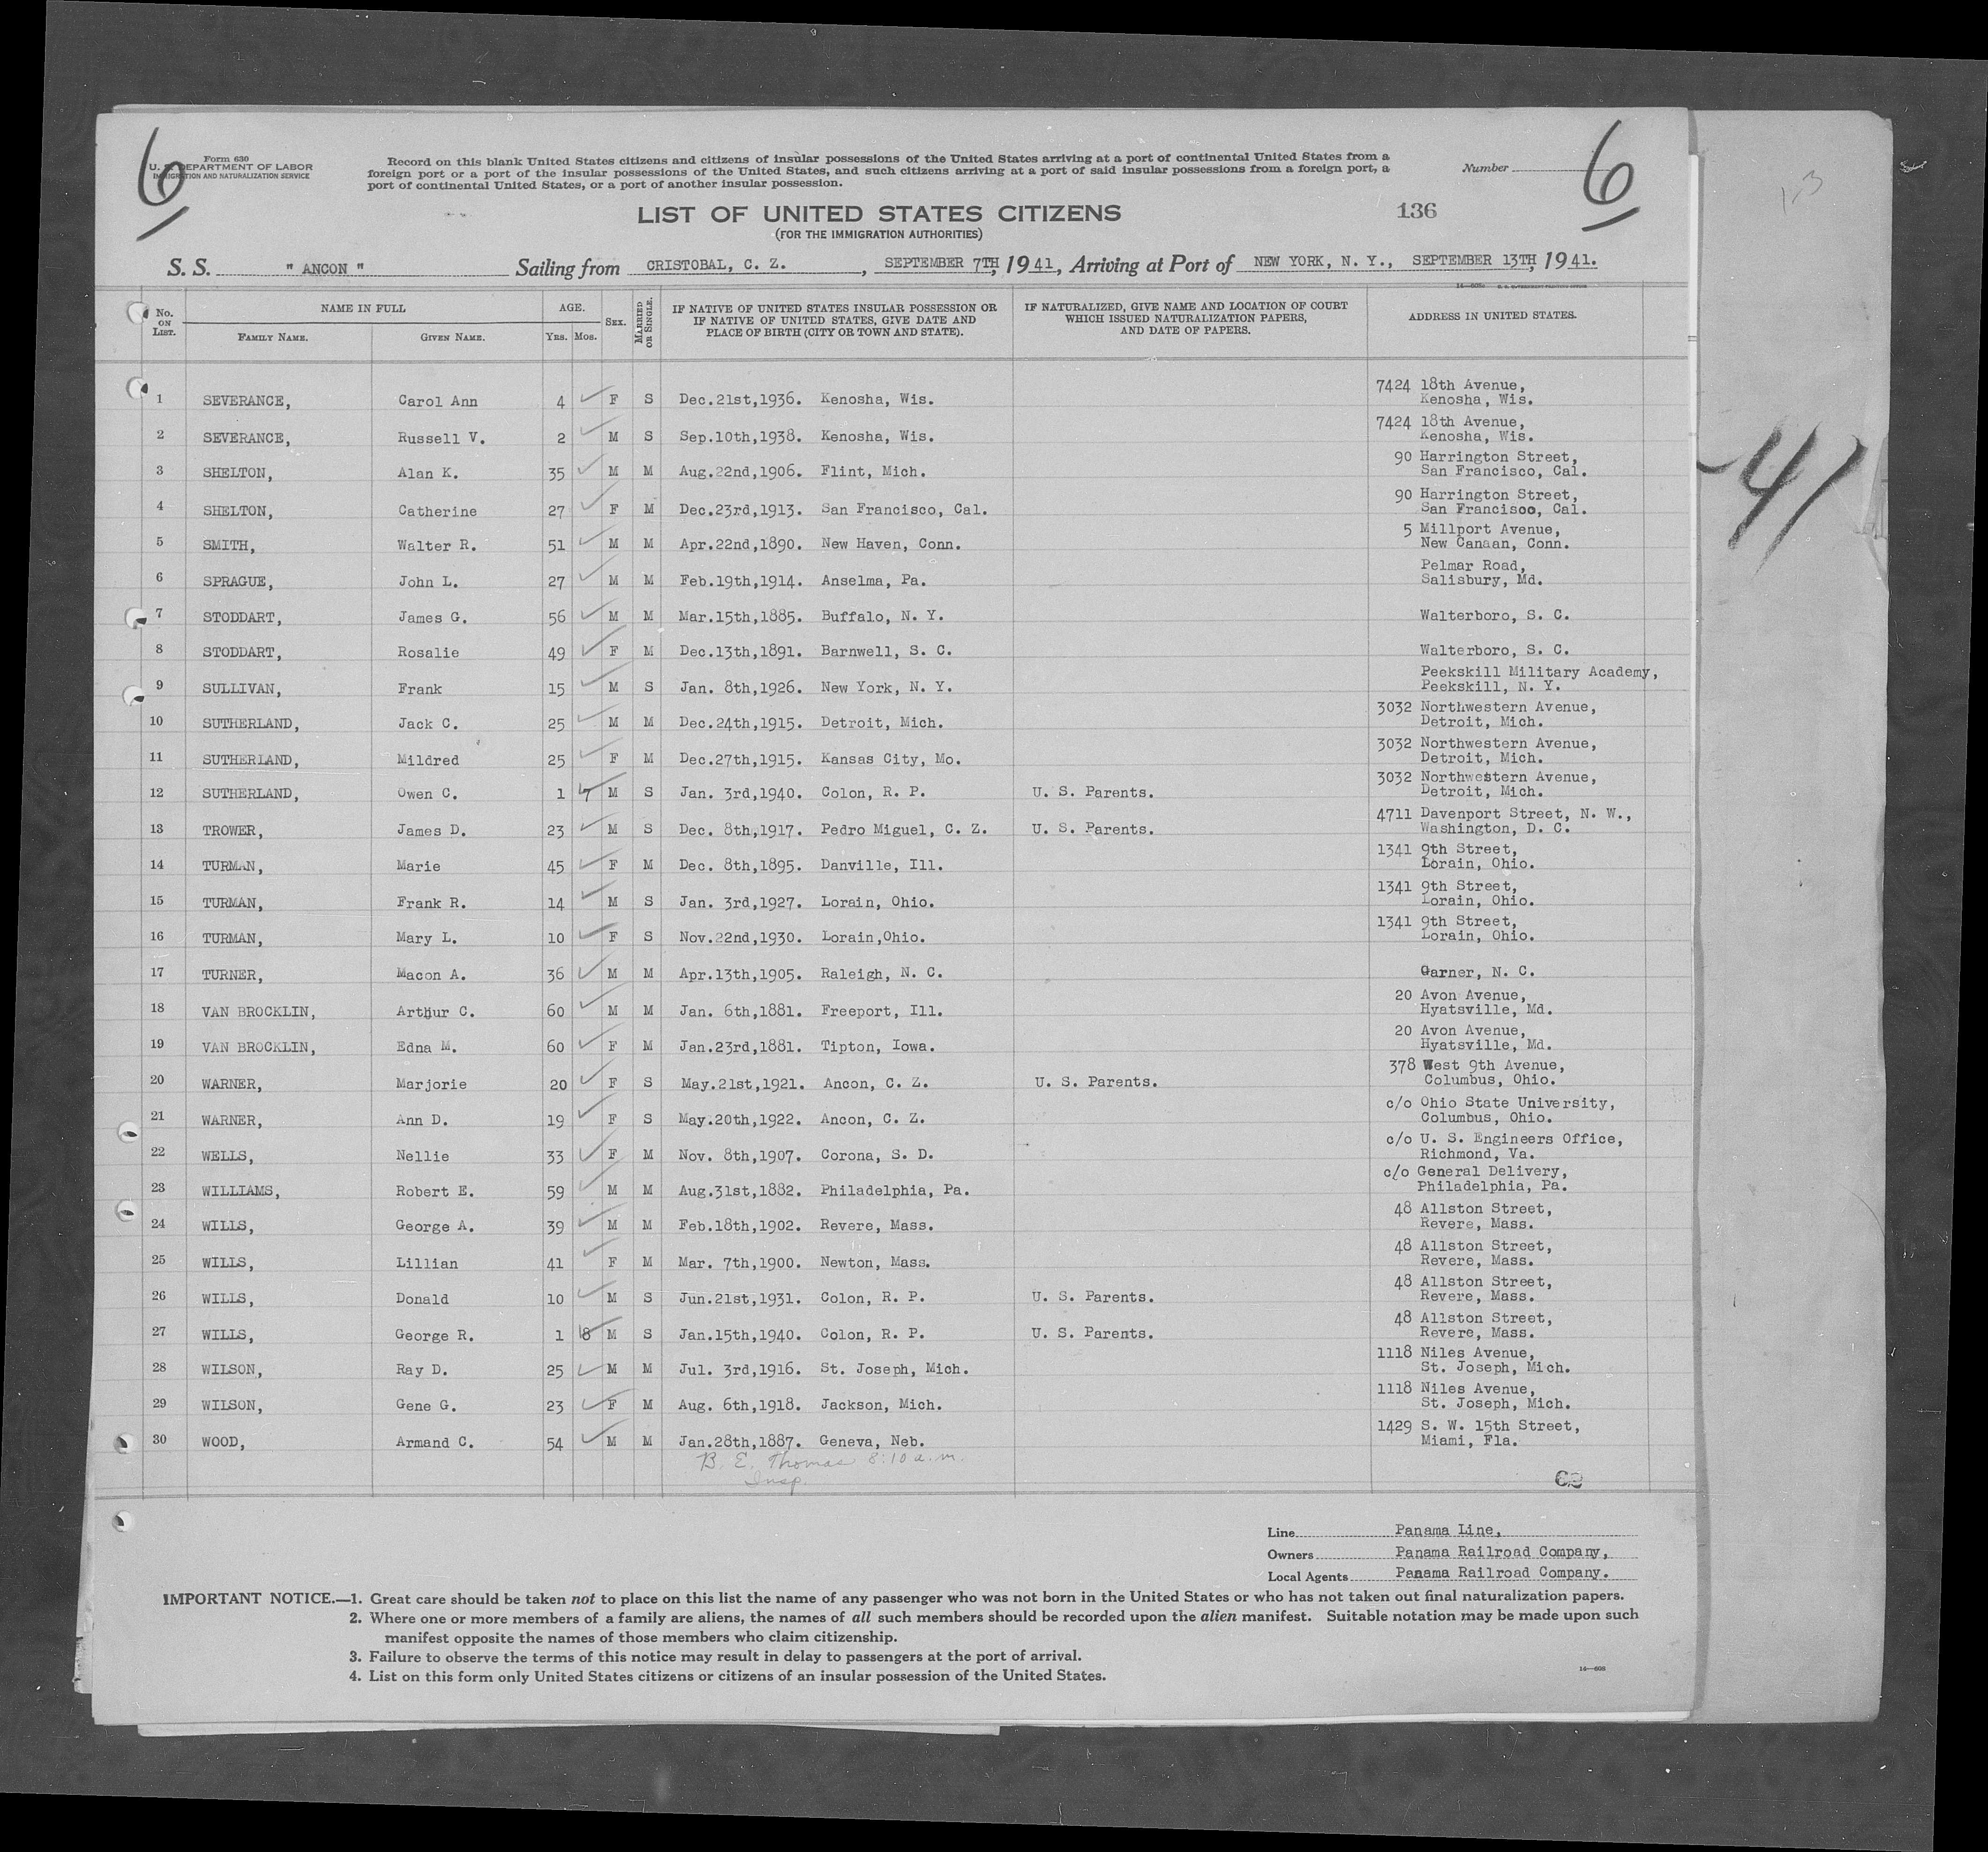 6
6
Form 630
U. S. DEPARTMENT OF LABOR
IMMIGRATION AND NATURALIZATION SERVICE
Record on this blank United States citizens and citizens of insular possessions of the United States arriving at a port of continental United States from a
foreign port or a port of the insular possessions of the United States, and such citizens arriving at a port of said insular possessions from a foreign port, a
port of continental United States, or a port of another insular possession.
Number
LIST OF UNITED STATES CITIZENS
136
(FOR THE IMMIGRATION AUTHORITIES)
S. S. " ANCON " Sailing from CRISTOBAL, C. Z. , SEPTEMBER 7TH, 1941, Arriving at Port of NEW YORK, N. Y., SEPTEMBER 13TH, 1941.
No. ON LIST. NAME IN FULL FAMILY NAME. GIVEN NAME. AGE. YRS. MOS. SEX. MARRIED OR SINGLE. IF NATIVE OF UNITED STATES INSULAR POSSESSION OR IF NATIVE OF UNITED STATES, GIVE DATE AND PLACE OF BIRTH (CITY OR TOWN AND STATE). IF NATURALIZED, GIVE NAME AND LOCATION OF COURT WHICH ISSUED NATURALIZATION PAPERS, AND DATE OF PAPERS. ADDRESS IN UNITED STATES.
1 SEVERANCE, Carol Ann 4 F S Dec.21st,1936. Kenosha, Wis. 7424 18th Avenue, Kenosha, Wis.
2 SEVERANCE, Russell V. 2 M S Sep.10th,1938. Kenosha, Wis. 7424 18th Avenue, Kenosha, Wis.
3 SHELTON, Alan K. 35 M M Aug.22nd,1906. Flint, Mich. 90 Harrington Street, San Francisco, Cal.
4 SHELTON, Catherine 27 F M Dec.23rd,1913. San Francisco, Cal. 90 Harrington Street, San Francisco, Cal.
5 SMITH, Walter R. 51 M M Apr.22nd,1890. New Haven, Conn. 5 Millport Avenue, New Canaan, Conn.
6 SPRAGUE, John L. 27 M M Feb.19th,1914. Anselma, Pa. Pelmar Road, Salisbury, Md.
7 STODDART, James G. 56 M M Mar.15th,1885. Buffalo, N. Y. Walterboro, S. C.
8 STODDART, Rosalie 49 F M Dec.13th,1891. Barnwell, S. C. Walterboro, S. C.
9 SULLIVAN, Frank 15 M S Jan. 8th,1926. New York, N. Y. Peekskill Military Academy, Peekskill, N. Y.
10 SUTHERLAND, Jack C. 25 M M Dec.24th,1915. Detroit, Mich. 3032 Northwestern Avenue, Detroit, Mich.
11 SUTHERLAND, Mildred 25 F M Dec.27th,1915. Kansas City, Mo. 3032 Northwestern Avenue, Detroit, Mich.
12 SUTHERLAND, Owen C. 1 7 M S Jan. 3rd,1940. Colon, R. P. U. S. Parents. 3032 Northwestern Avenue, Detroit, Mich.
13 TROWER, James D. 23 M S Dec. 8th,1917. Pedro Miguel, C. Z. U. S. Parents. 4711 Davenport Street, N. W., Washington, D. C.
14 TURMAN, Marie 45 F M Dec. 8th,1895. Danville, Ill. 1341 9th Street, Lorain, Ohio.
15 TURMAN, Frank R. 14 M S Jan. 3rd,1927. Lorain, Ohio. 1341 9th Street, Lorain, Ohio.
16 TURMAN, Mary L. 10 F S Nov.22nd,1930. Lorain,Ohio. 1341 9th Street, Lorain, Ohio.
17 TURNER, Macon A. 36 M M Apr.13th,1905. Raleigh, N. C. Garner, N. C.
18 VAN BROCKLIN, Arthur C. 60 M M Jan. 6th,1881. Freeport, Ill. 20 Avon Avenue, Hyatsville, Md.
19 VAN BROCKLIN, Edna M. 60 F M Jan.23rd,1881. Tipton, Iowa. 20 Avon Avenue, Hyatsville, Md.
20 WARNER, Marjorie 20 F S May.21st,1921. Ancon, C. Z. U. S. Parents. 378 West 9th Avenue, Columbus, Ohio.
21 WARNER, Ann D. 19 F S May.20th,1922. Ancon, C. Z. c/o Ohio State University, Columbus, Ohio.
22 WELLS, Nellie 33 F M Nov. 8th,1907. Corona, S. D. c/o U. S. Engineers Office, Richmond, Va.
23 WILLIAMS, Robert E. 59 M M Aug.31st,1882. Philadelphia, Pa. c/o General Delivery, Philadelphia, Pa.
24 WILLS, George A. 39 M M Feb.18th,1902. Revere, Mass. 48 Allston Street, Revere, Mass.
25 WILLS, Lillian 41 F M Mar. 7th,1900. Newton, Mass. 48 Allston Street, Revere, Mass.
26 WILLS, Donald 10 M S Jun.21st,1931. Colon, R. P. U. S. Parents. 48 Allston Street, Revere, Mass.
27 WILLS, George R. 1 8 M S Jan.15th,1940. Colon, R. P. U. S. Parents. 48 Allston Street, Revere, Mass.
28 WILSON, Ray D. 25 M M Jul. 3rd,1916. St. Joseph, Mich. 1118 Niles Avenue, St. Joseph, Mich.
29 WILSON, Gene G. 23 F M Aug. 6th,1918. Jackson, Mich. 1118 Niles Avenue, St. Joseph, Mich.
30 WOOD, Armand C. 54 M M Jan.28th,1887. Geneva, Neb. 1429 S. W. 15th Street, Miami, Fla.
B. E. Thomas 8:10 a.m.
Insp.
41
Line Panama Line,
Owners Panama Railroad Company,
Local Agents Panama Railroad Company.
IMPORTANT NOTICE.—1. Great care should be taken not to place on this list the name of any passenger who was not born in the United States or who has not taken out final naturalization papers.
2. Where one or more members of a family are aliens, the names of all such members should be recorded upon the alien manifest. Suitable notation may be made upon such
manifest opposite the names of those members who claim citizenship.
3. Failure to observe the terms of this notice may result in delay to passengers at the port of arrival.
4. List on this form only United States citizens or citizens of an insular possession of the United States.
14—608